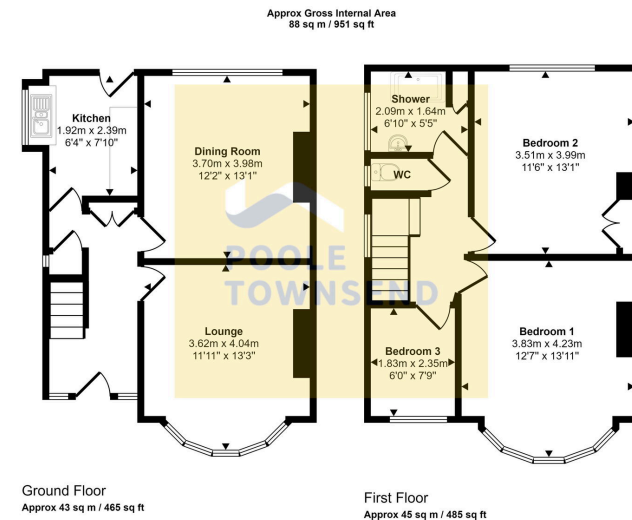 Approx Gross Internal Area
88 sq m / 951 sq ft
Kitchen
1.92m x 2.39m
6'4" x 7'10"
Dining Room
3.70m x 3.98m
12'2" x 13'1"
Lounge
3.62m x 4.04m
11'11" x 13'3"
Ground Floor
Approx 43 sq m / 465 sq ft
Shower
2.09m x 1.64m
6'10" x 5'5"
WC
Bedroom 2
3.51m x 3.99m
11'6" x 13'1"
Bedroom 3
1.83m x 2.35m
6'0" x 7'9"
Bedroom 1
3.83m x 4.23m
12'7" x 13'11"
First Floor
Approx 45 sq m / 485 sq ft
POOLE
TOWNSEND